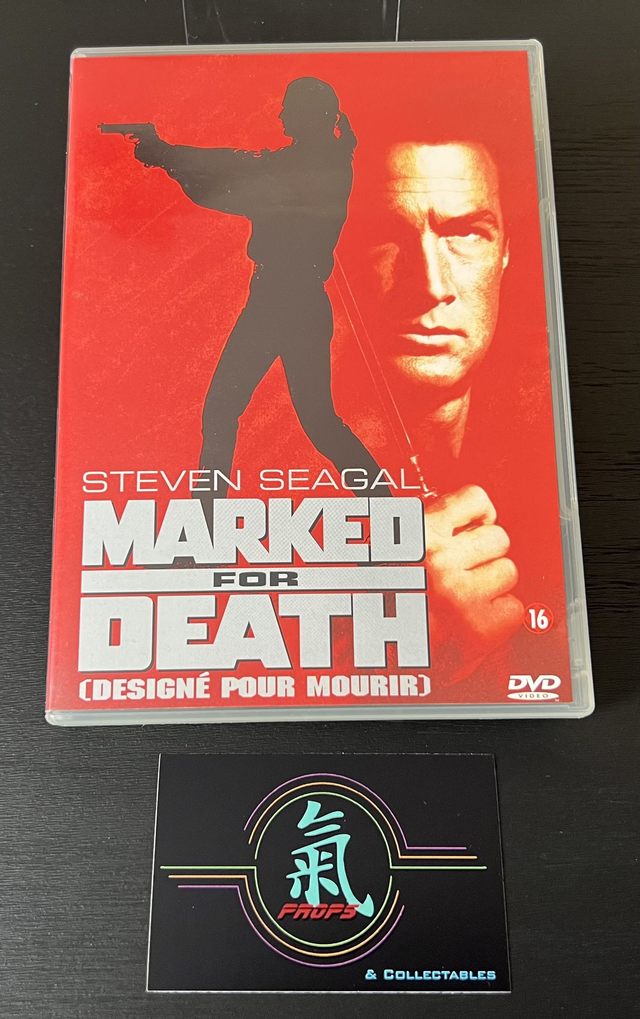 STEVEN SEAGAL
MARKED
FOR
DEATH
(DESIGNÉ POUR MOURIR)
16
DVD
VIDEO
氣
PROPS
& COLLECTABLES